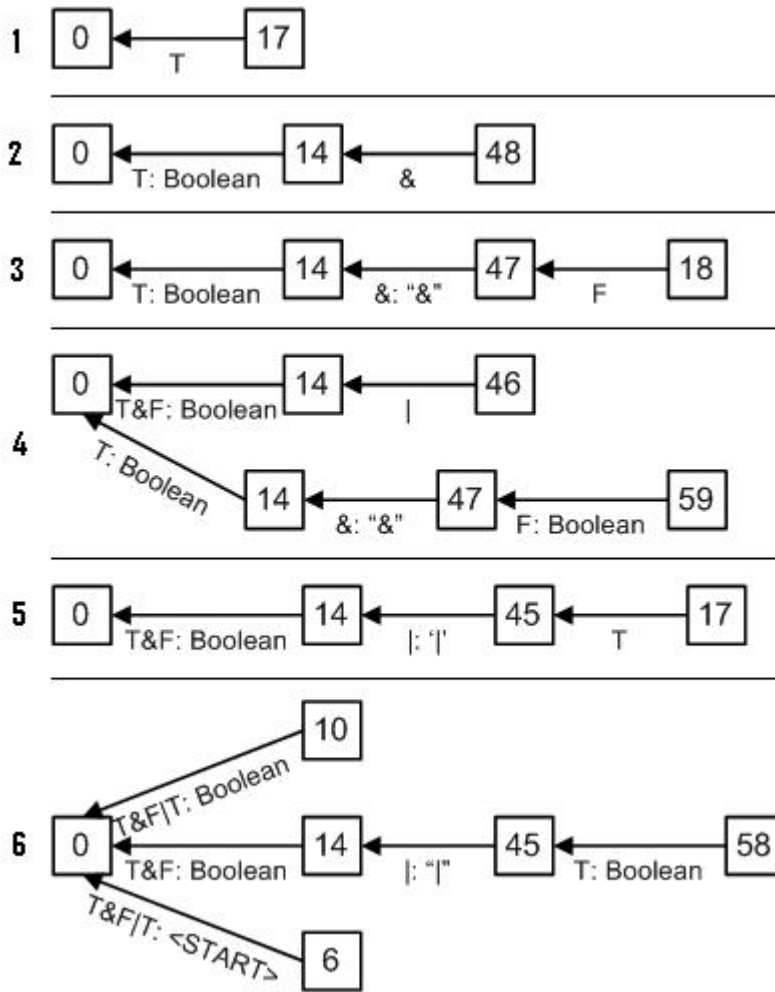 1 0 17
T
2 0 14 48
T: Boolean &
3 0 14 47 18
T: Boolean &: “&” F
4 0 14 46
T&F: Boolean |
T: Boolean
14 47 59
&: “&” F: Boolean
5 0 14 45 17
T&F: Boolean |: ‘|’ T
10
T&F|T: Boolean
6 0 14 45 58
T&F: Boolean |: “|” T: Boolean
T&F|T: <START>
6